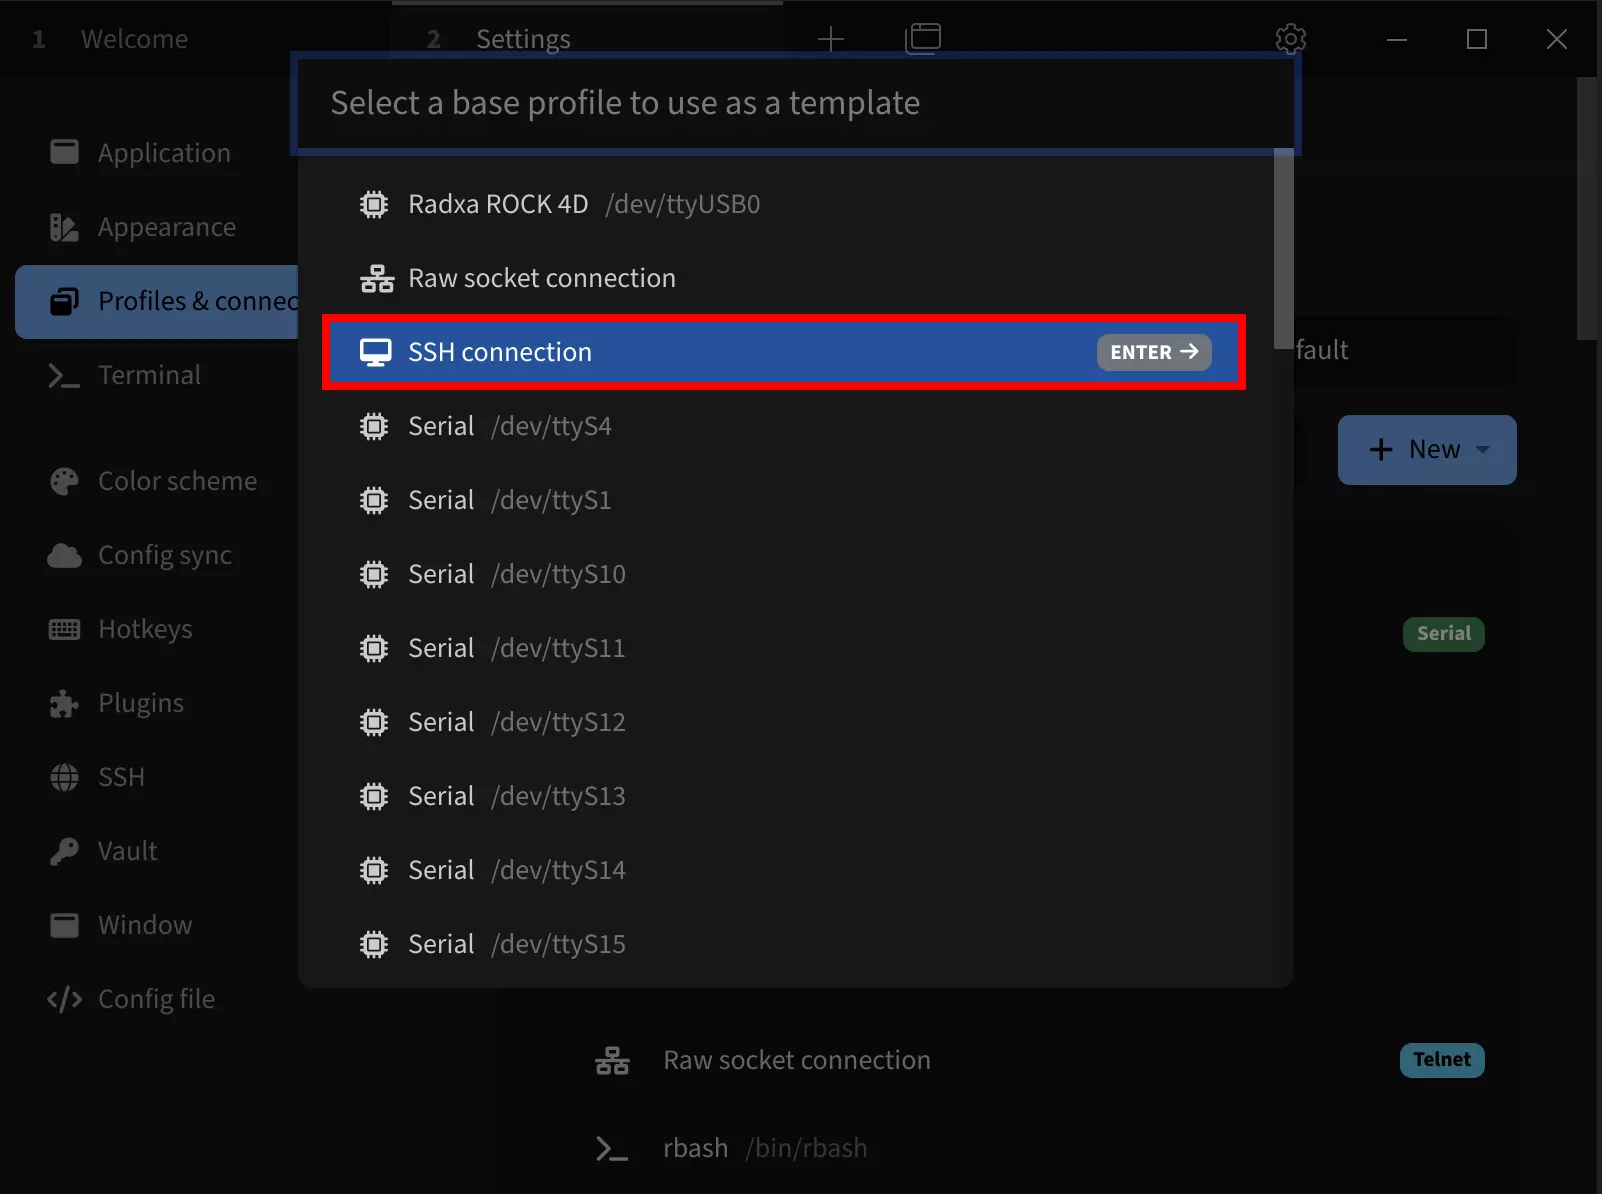 1 Welcome
2 Settings
Select a base profile to use as a template
Application
Appearance
Profiles & connec
Terminal
Color scheme
Config sync
Hotkeys
Plugins
SSH
Vault
Window
Config file
Radxa ROCK 4D /dev/ttyUSB0
Raw socket connection
SSH connection ENTER →
Serial /dev/ttyS4
Serial /dev/ttyS1
Serial /dev/ttyS10
Serial /dev/ttyS11
Serial /dev/ttyS12
Serial /dev/ttyS13
Serial /dev/ttyS14
Serial /dev/ttyS15
fault
New
Serial
Raw socket connection Telnet
rbash /bin/rbash